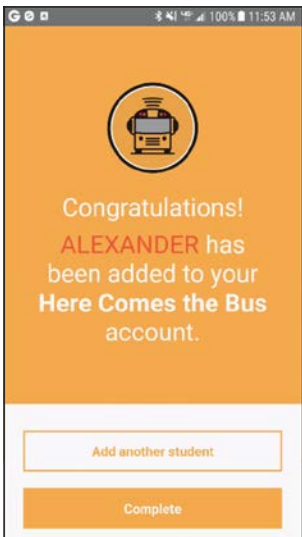 100% 11:53 AM
Congratulations!
ALEXANDER has
been added to your
Here Comes the Bus
account.
Add another student
Complete